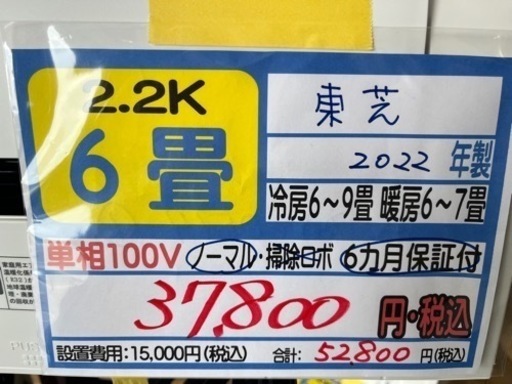 2.2K
6畳
東芝
2022 年製
冷房6～9畳 暖房6～7畳
単相100V ノーマル・掃除ロボ 6カ月保証付
37,800 円・税込
設置費用:15,000円(税込) 合計: 52,800 円(税込)